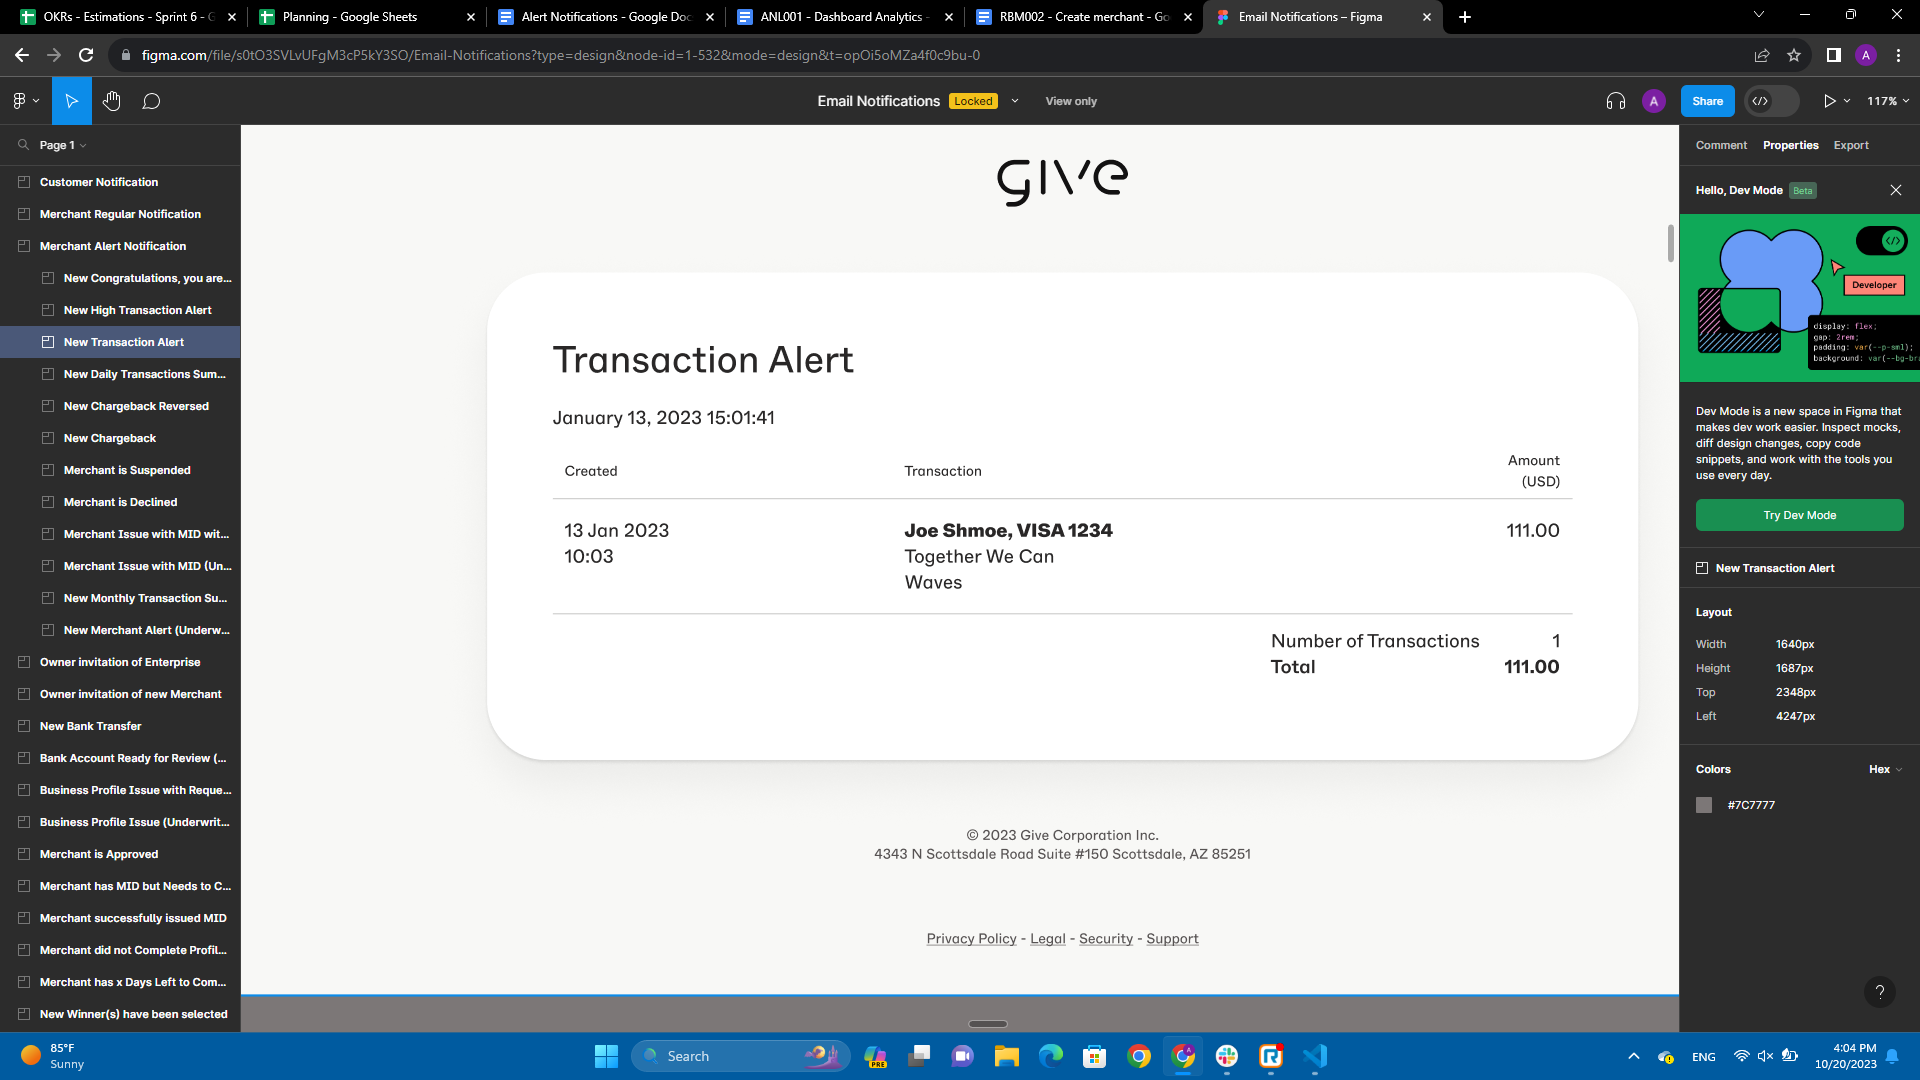 OKRs - Estimations - Sprint 6 - G
Planning - Google Sheets
Alert Notifications - Google Doc
ANL001 - Dashboard Analytics -
RBM002 - Create merchant - Go
Email Notifications – Figma
figma.com/file/s0tO3SVLvUFgM3cP5kY3SO/Email-Notifications?type=design&node-id=1-532&mode=design&t=opOi5oMZa4f0c9bu-0
A
Email Notifications
Locked
View only
A
Share
117%
Page 1
Customer Notification
Merchant Regular Notification
Merchant Alert Notification
New Congratulations, you are...
New High Transaction Alert
New Transaction Alert
New Daily Transactions Sum...
New Chargeback Reversed
New Chargeback
Merchant is Suspended
Merchant is Declined
Merchant Issue with MID wit...
Merchant Issue with MID (Un...
New Monthly Transaction Su...
New Merchant Alert (Underw...
Owner invitation of Enterprise
Owner invitation of new Merchant
New Bank Transfer
Bank Account Ready for Review (...
Business Profile Issue with Reque...
Business Profile Issue (Underwrit...
Merchant is Approved
Merchant has MID but Needs to C...
Merchant successfully issued MID
Merchant did not Complete Profil...
Merchant has x Days Left to Com...
New Winner(s) have been selected
GIVE
Transaction Alert
January 13, 2023 15:01:41
Created
Transaction
Amount
(USD)
13 Jan 2023
10:03
Joe Shmoe, VISA 1234
Together We Can
Waves
111.00
Number of Transactions
1
Total
111.00
© 2023 Give Corporation Inc.
4343 N Scottsdale Road Suite #150 Scottsdale, AZ 85251
Privacy Policy - Legal - Security - Support
Comment
Properties
Export
Hello, Dev Mode
Beta
Developer
display: flex;
gap: 2rem;
padding: var(--p-sml);
background: var(--bg-bra
Dev Mode is a new space in Figma that
makes dev work easier. Inspect mocks,
diff design changes, copy code
snippets, and work with the tools you
use every day.
Try Dev Mode
New Transaction Alert
Layout
Width
1640px
Height
1687px
Top
2348px
Left
4247px
Colors
Hex
#7C7777
?
85°F
Sunny
Search
PRE
ENG
4:04 PM
10/20/2023